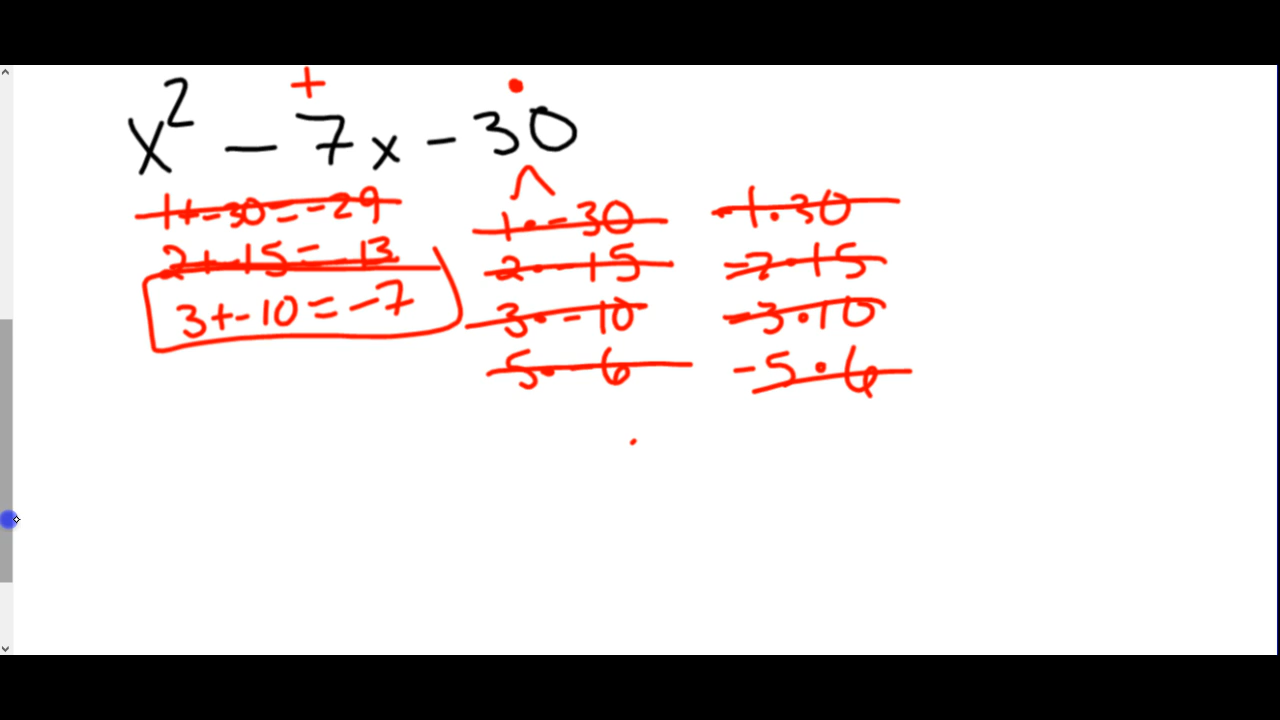 + •
x² - 7x - 30
^
1 + -30 = -29
2 + -15 = -13
3 + -10 = -7
1 • -30
2 • -15
3 • -10
5 • -6
-1 • 30
-2 • 15
-3 • 10
-5 • 6